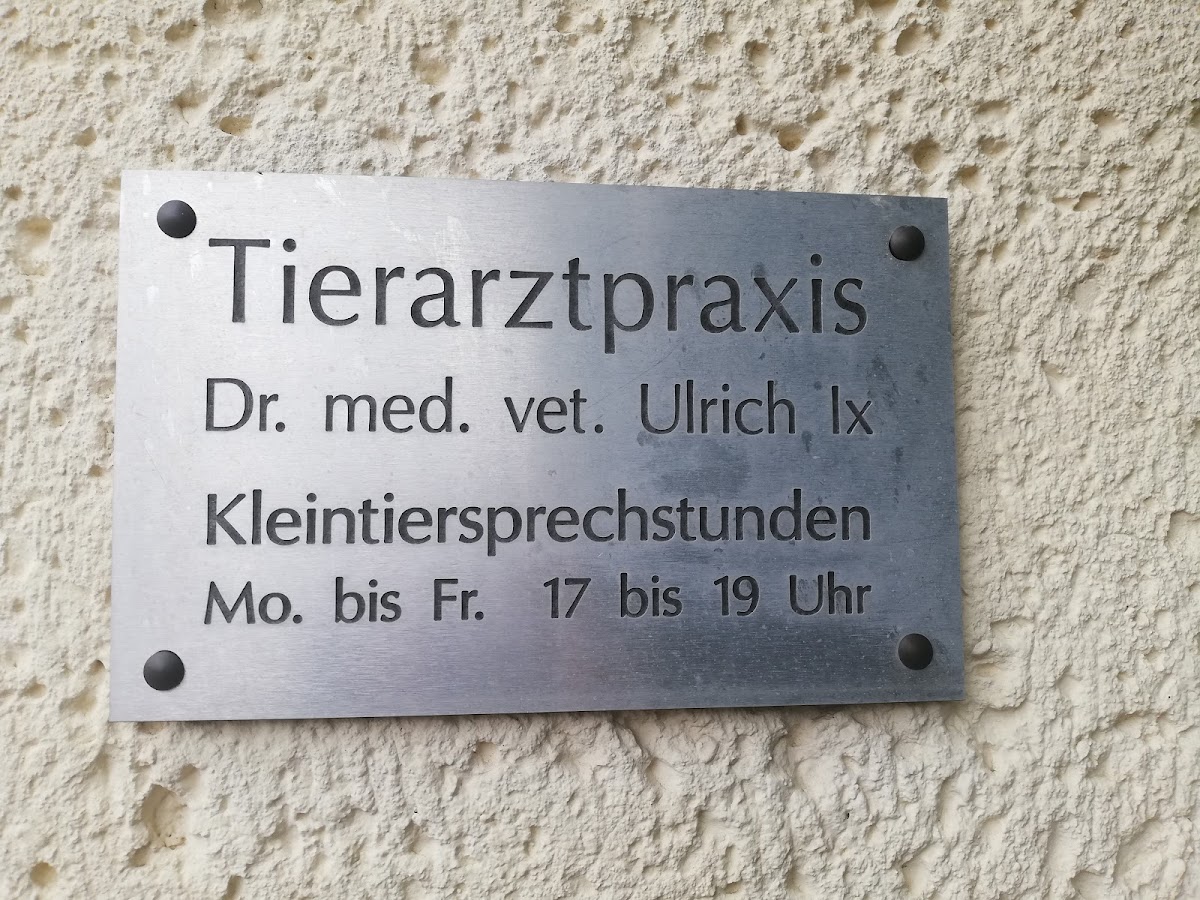 Tierarztpraxis
Dr. med. vet. Ulrich Ix
Kleintiersprechstunden
Mo. bis Fr. 17 bis 19 Uhr